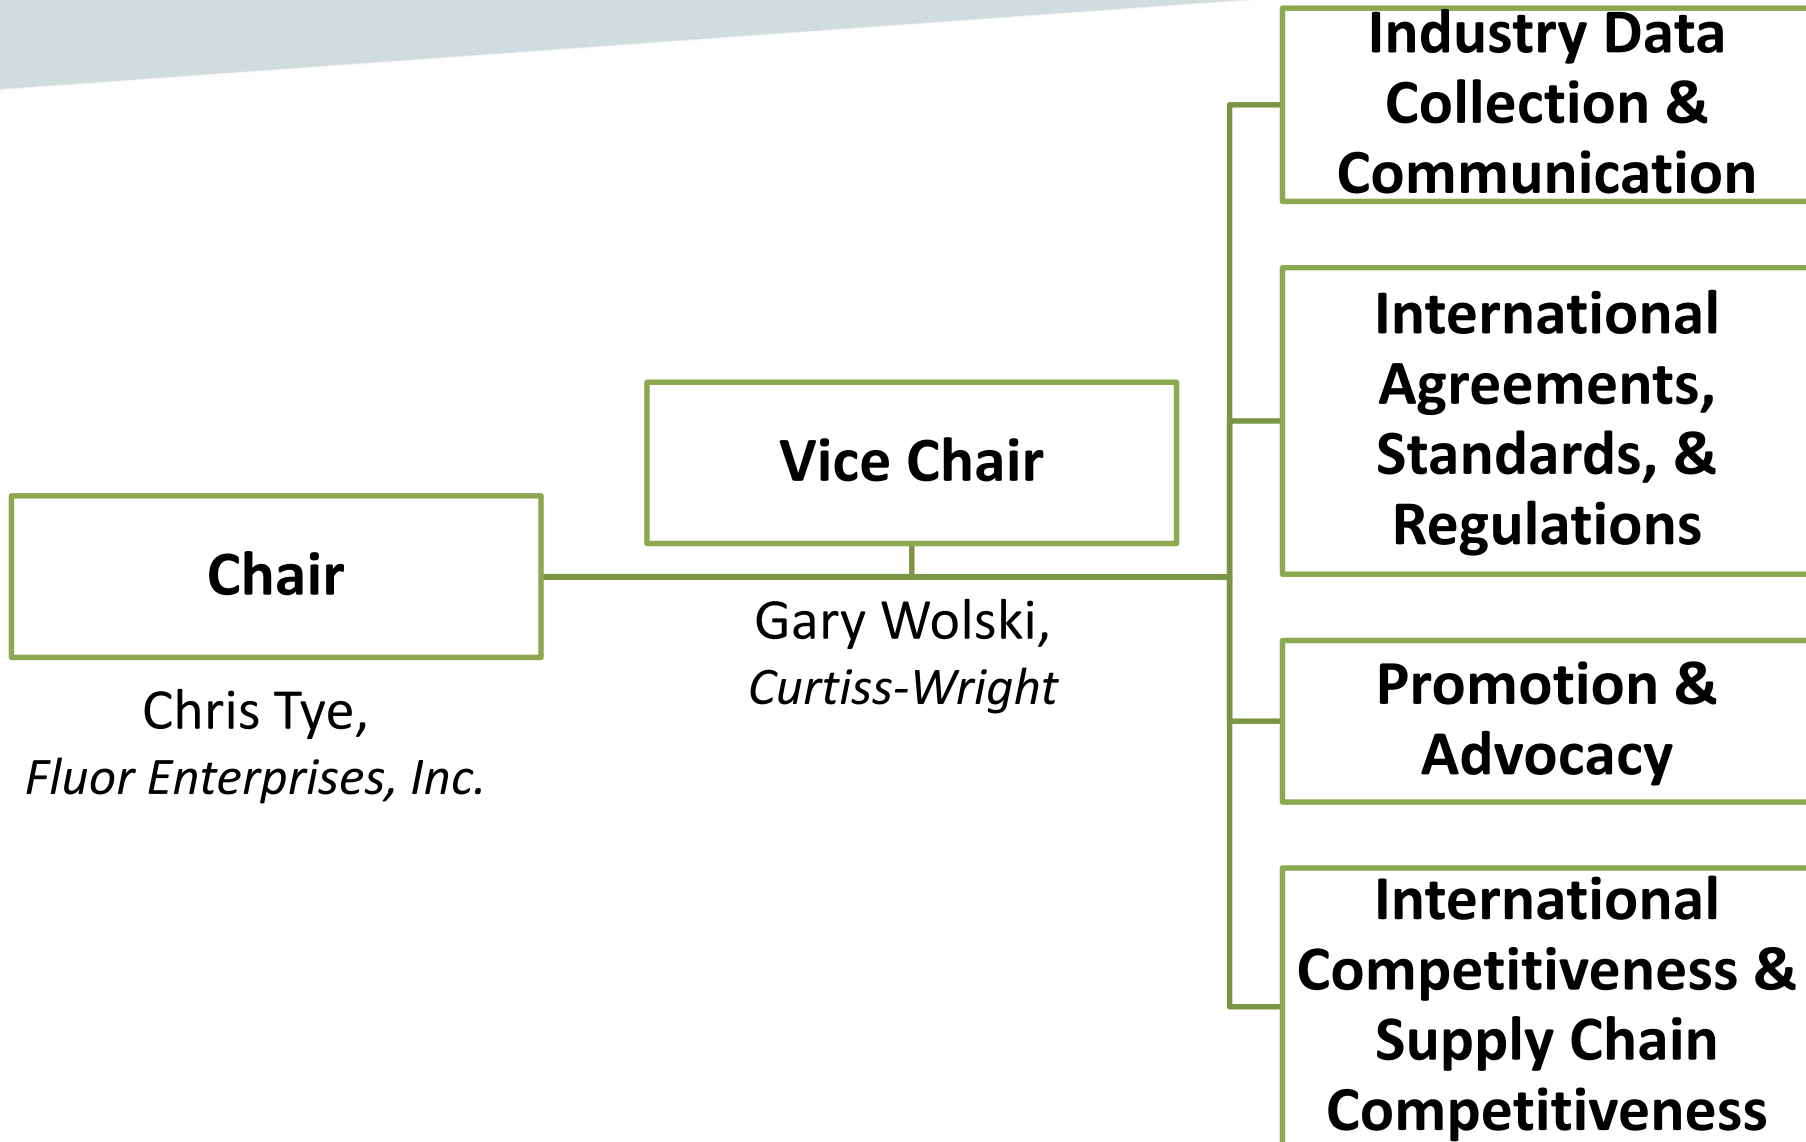 Chair
Chris Tye,
Fluor Enterprises, Inc.
Vice Chair
Gary Wolski,
Curtiss-Wright
Industry Data
Collection &
Communication
International
Agreements,
Standards, &
Regulations
Promotion &
Advocacy
International
Competitiveness &
Supply Chain
Competitiveness